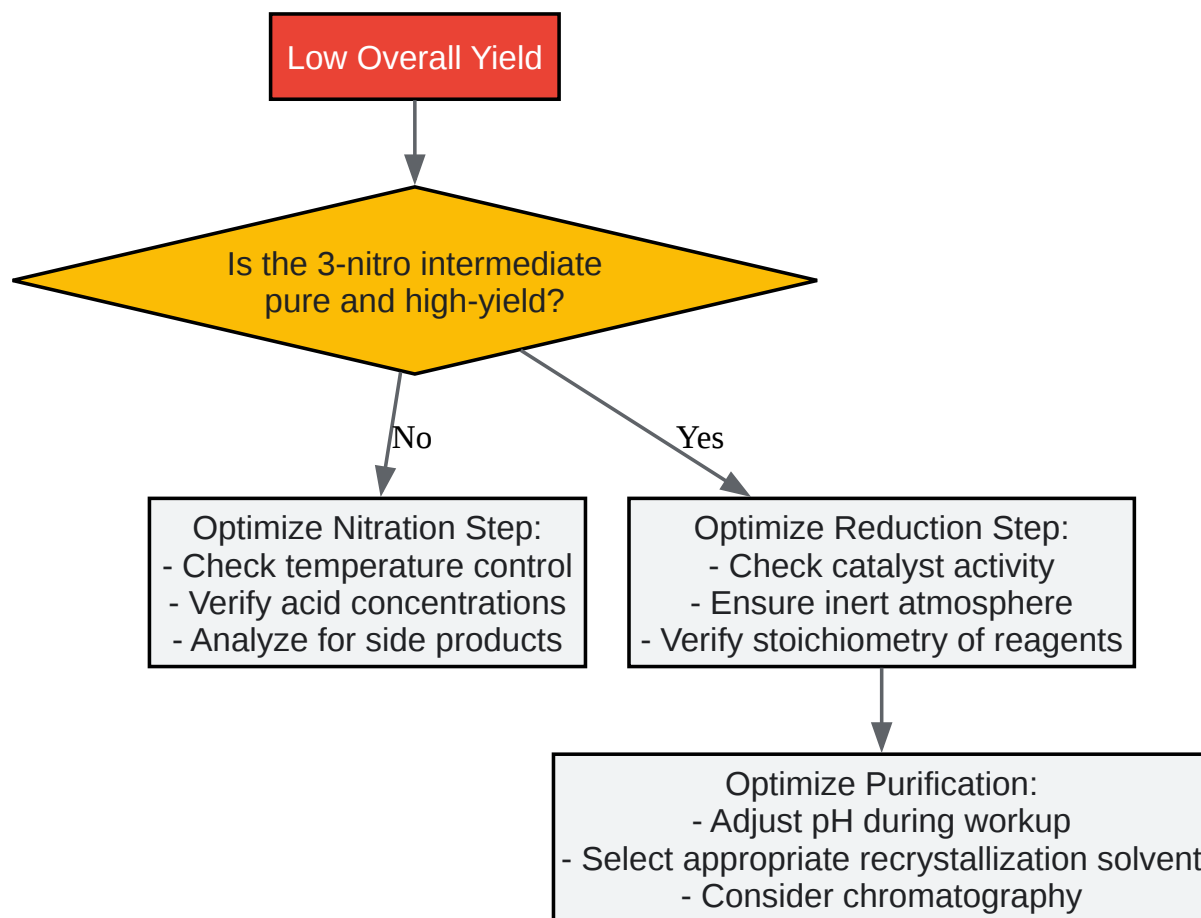 Low Overall Yield
Is the 3-nitro intermediate
pure and high-yield?
No
Yes
Optimize Nitration Step:
- Check temperature control
- Verify acid concentrations
- Analyze for side products
Optimize Reduction Step:
- Check catalyst activity
- Ensure inert atmosphere
- Verify stoichiometry of reagents
Optimize Purification:
- Adjust pH during workup
- Select appropriate recrystallization solvent
- Consider chromatography